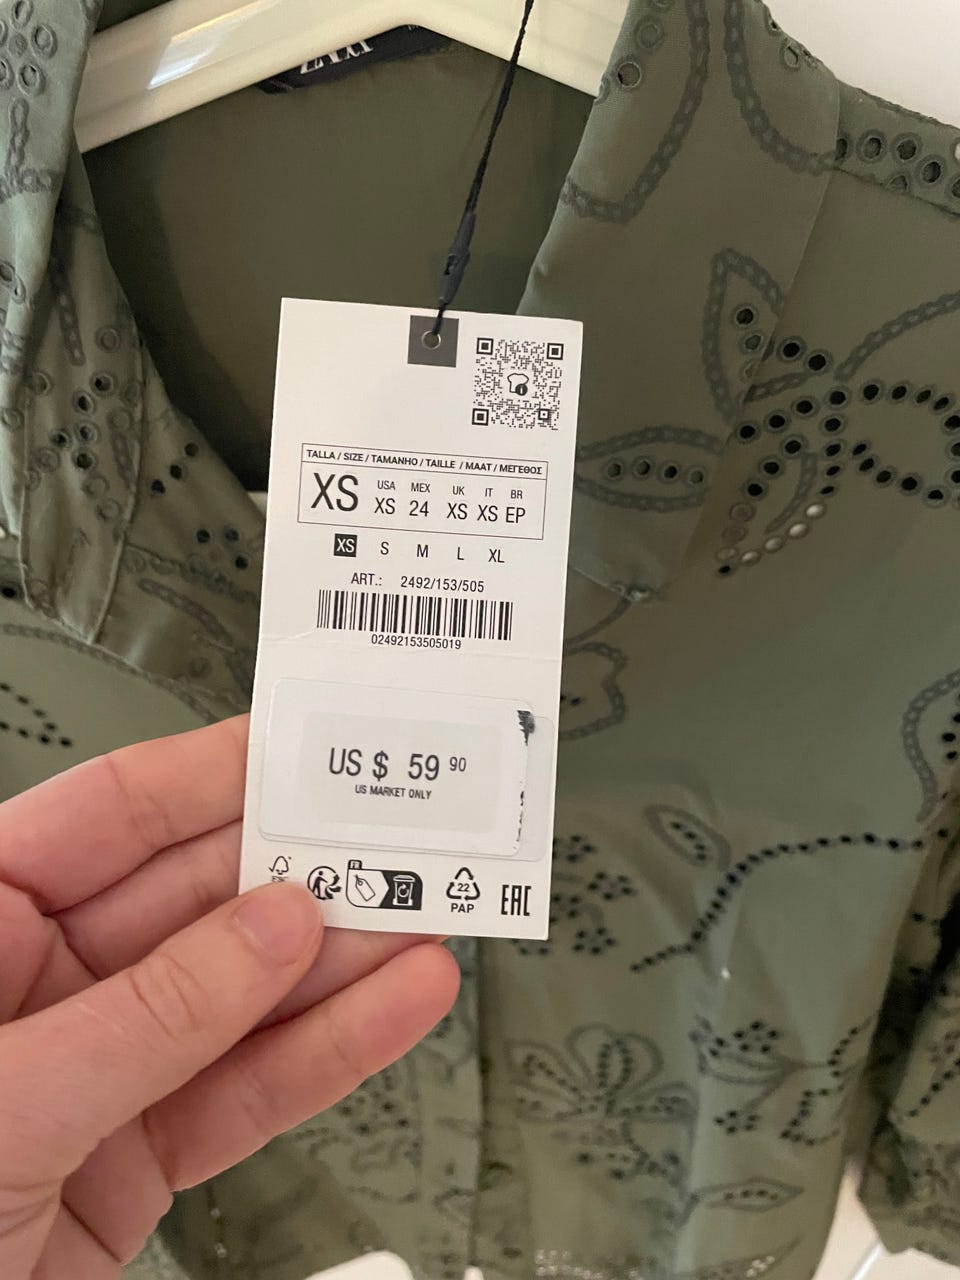 TALLA / SIZE / TAMANHO / TAILLE / MAAT / ΜΕΓΕΘΟΣ
XS
USA MEX UK IT BR
XS 24 XS XS EP
XS S M L XL
ART.: 2492/153/505
02492153505019
US $ 59 90
US MARKET ONLY
FR
22
PAP
EAC